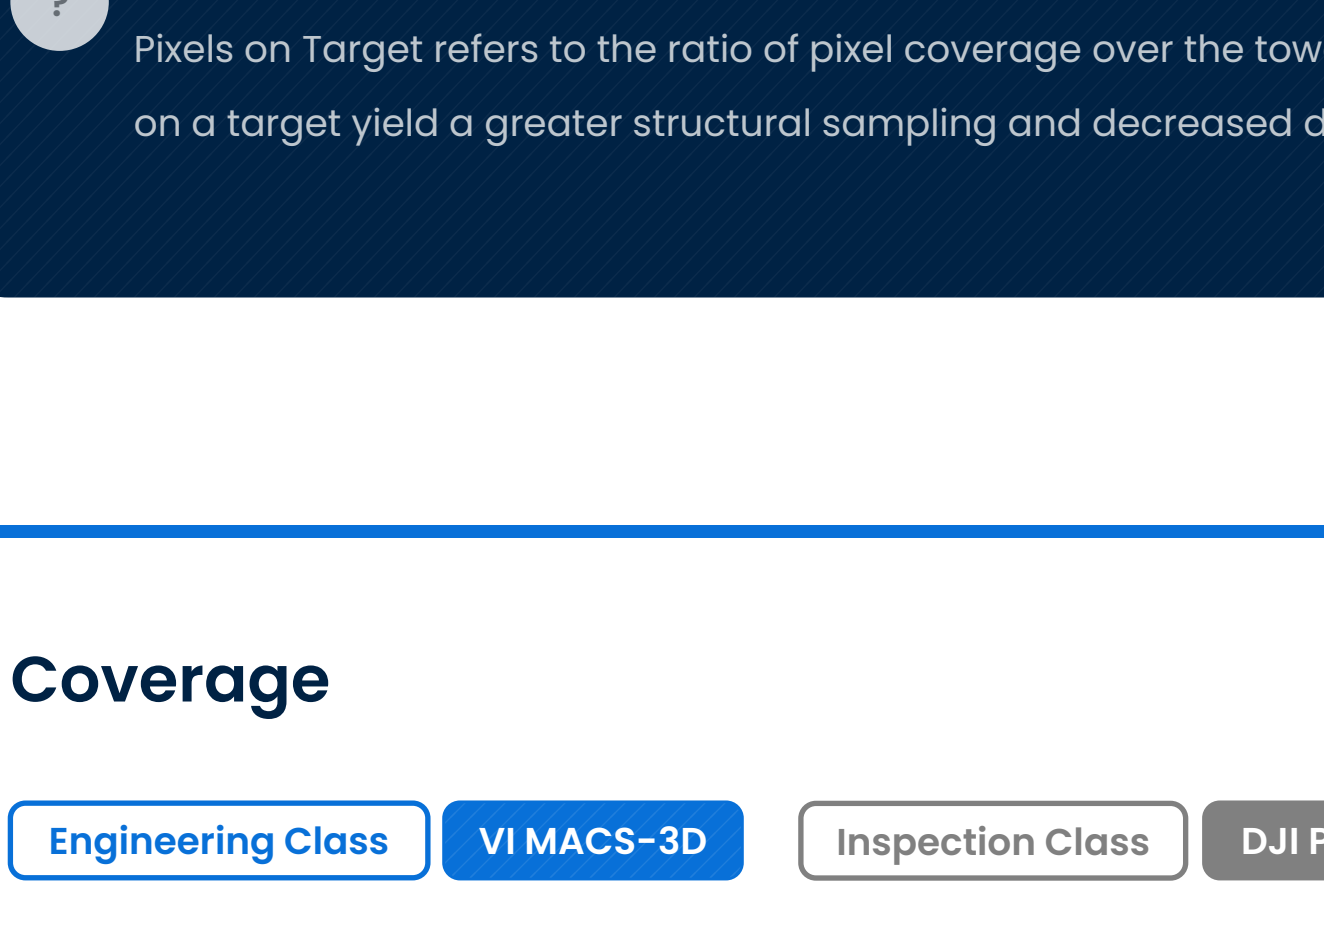 ?
Pixels on Target refers to the ratio of pixel coverage over the tow
on a target yield a greater structural sampling and decreased d
Coverage
Engineering Class VI MACS-3D Inspection Class DJI P